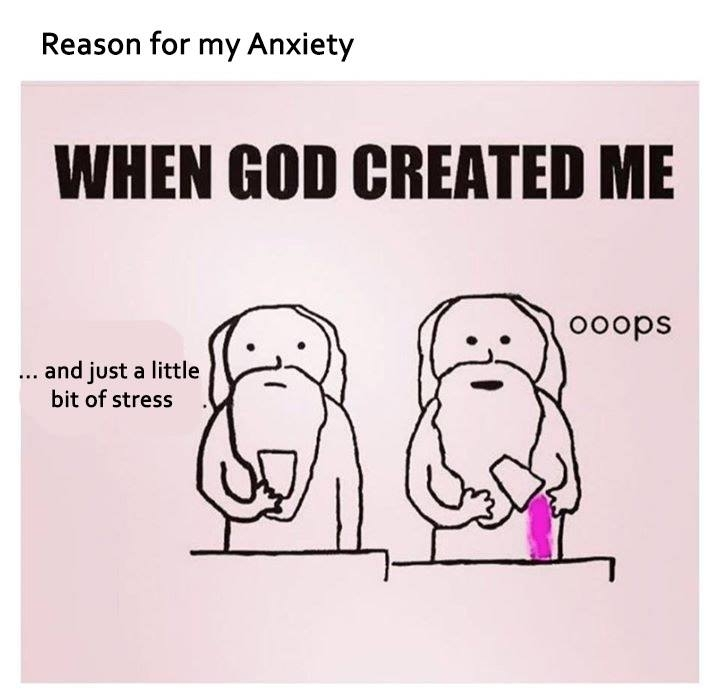 Reason for my Anxiety
WHEN GOD CREATED ME
ooops
... and just a little
bit of stress